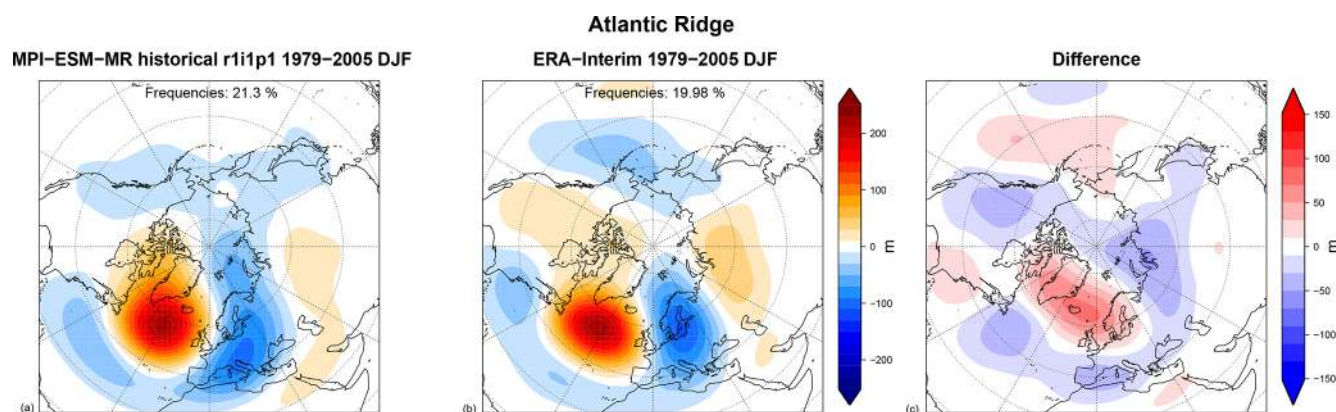 Atlantic Ridge
MPI−ESM−MR historical r1i1p1 1979−2005 DJF
ERA−Interim 1979−2005 DJF
Difference
Frequencies: 21.3 %
Frequencies: 19.98 %
200
100
0
−100
−200
m
150
100
50
0
−50
−100
−150
m
(a)
(b)
(c)